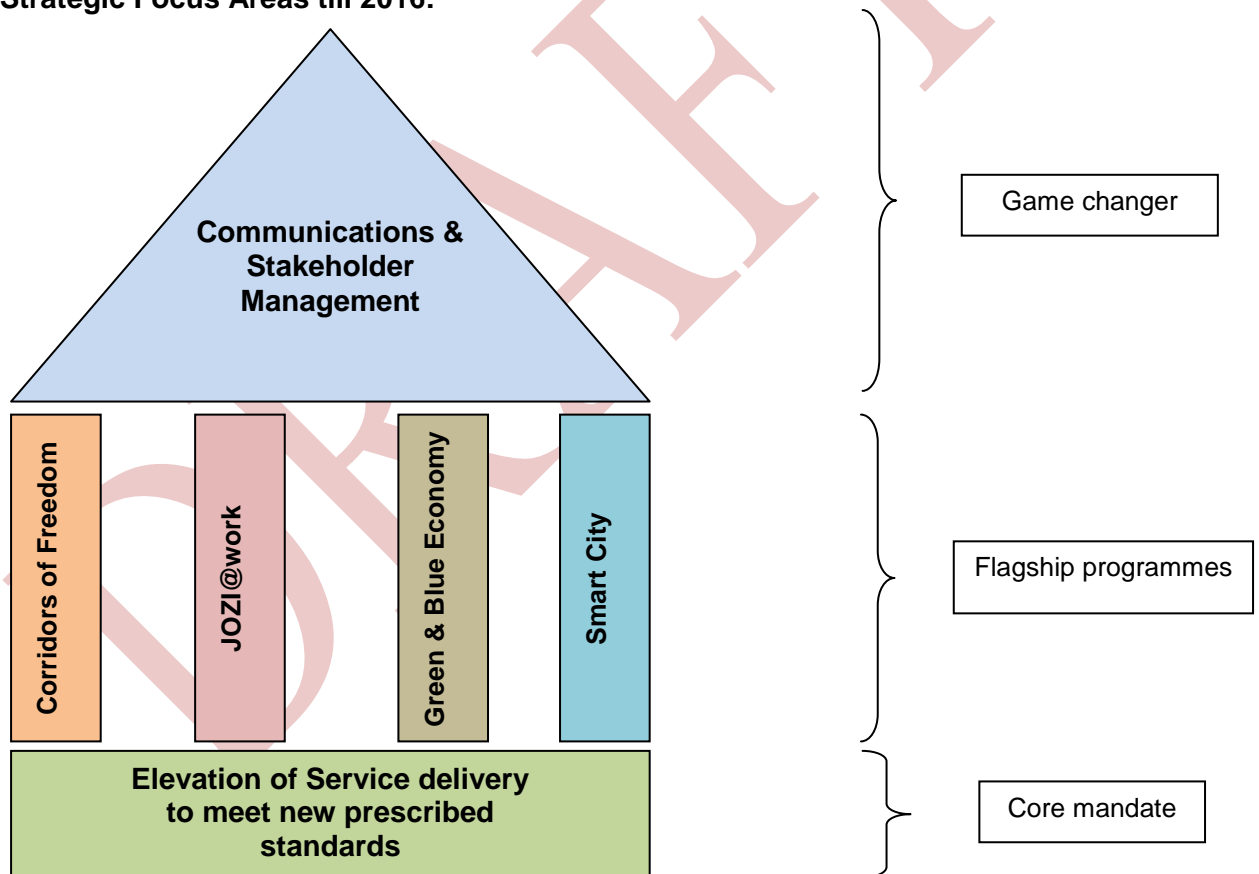 Strategic Focus Areas till 2016:
DRAFT
Communications &
Stakeholder
Management
Game changer
Corridors of Freedom
JOZI@work
Green & Blue Economy
Smart City
Flagship programmes
Elevation of Service delivery
to meet new prescribed
standards
Core mandate